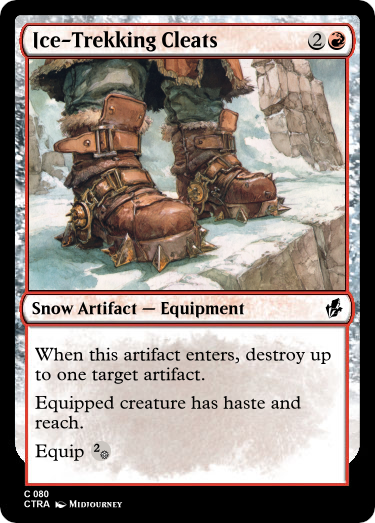 Ice-Trekking Cleats 2
Snow Artifact — Equipment
When this artifact enters, destroy up
to one target artifact.
Equipped creature has haste and
reach.
Equip 2
C 080
CTRA Midjourney